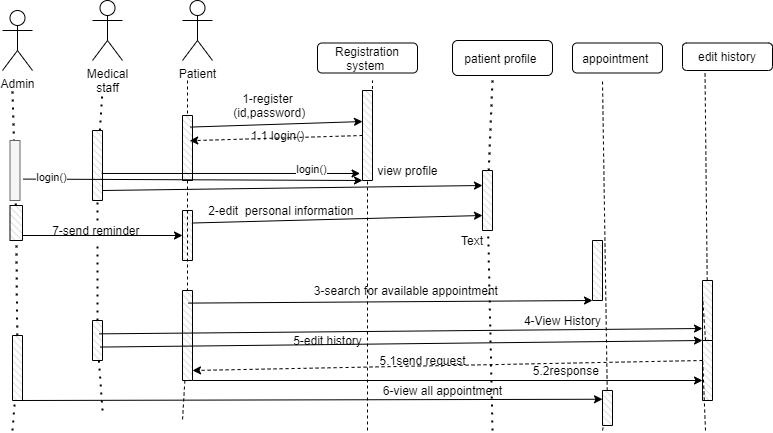 Admin
Medical
staff
Patient
Registration
system
patient profile
appointment
edit history
1-register
(id,password)
1.1 login()
login()
login()
view profile
2-edit personal information
7-send reminder
Text
3-search for available appointment
4-View History
5-edit history
5.1send request
5.2response
6-view all appointment